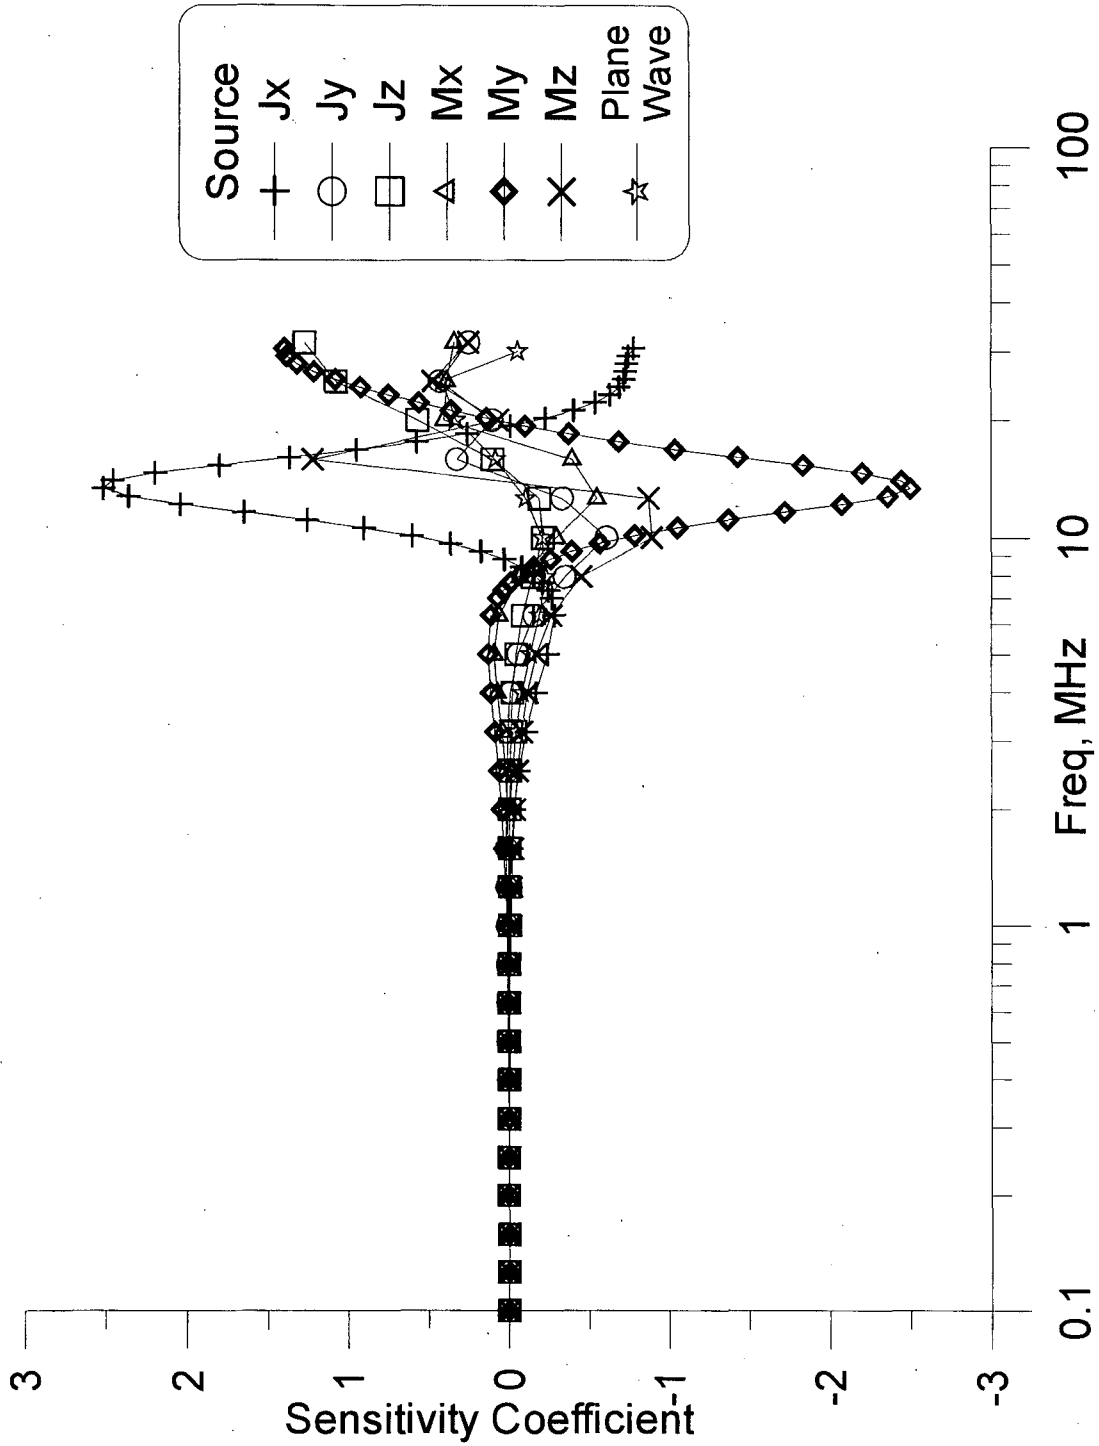 Sensitivity Coefficient
3
2
1
0
-1
-2
-3
0.1
1
10
100
Freq, MHz
Source
Jx
Jy
Jz
Mx
My
Mz
Plane
Wave